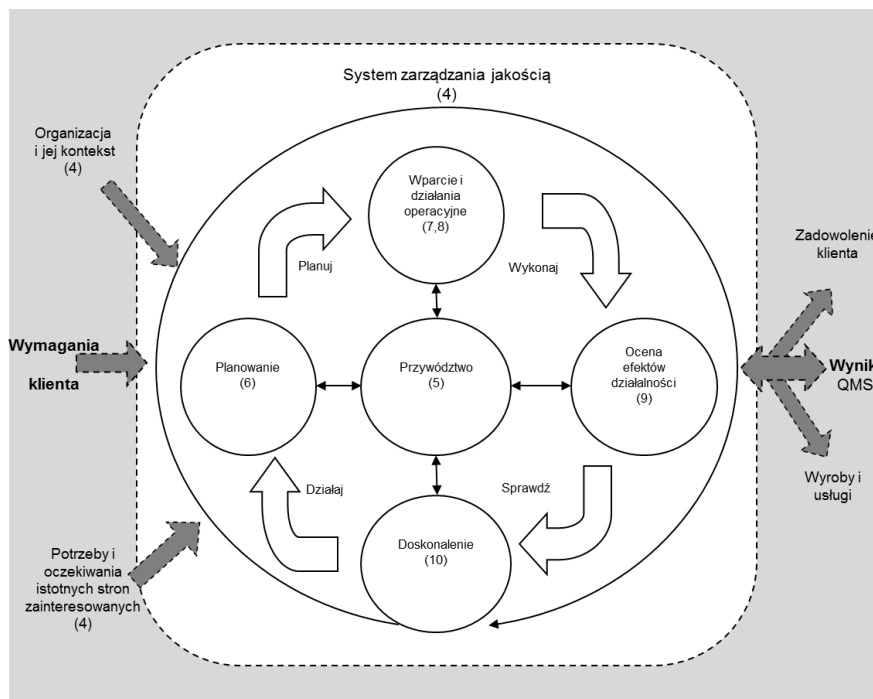 System zarządzania jakością
(4)
Organizacja
i jej kontekst
(4)
Wparcie i
działania
operacyjne
(7,8)
Planuj
Wykonaj
Zadowolenie
klienta
Wymagania
klienta
Planowanie
(6)
Przywództwo
(5)
Ocena
efektów
działalności
(9)
Wynik
QMS
Działaj
Sprawdź
Wyroby i
usługi
Doskonalenie
(10)
Potrzeby i
oczekiwania
istotnych stron
zainteresowanych
(4)